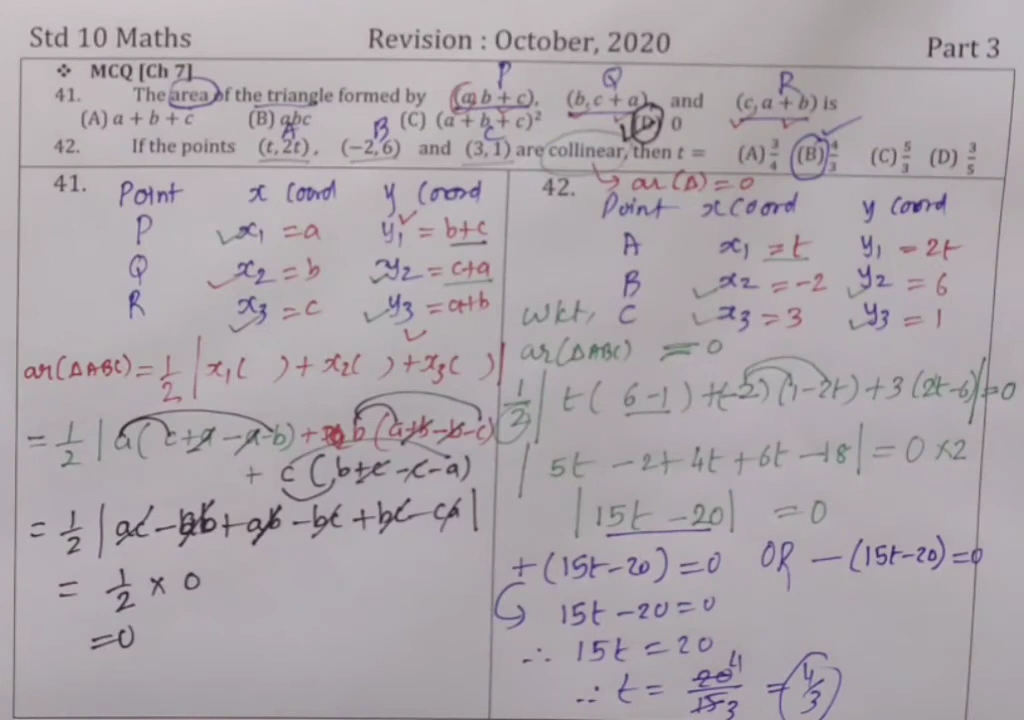 Std 10 Maths Revision : October, 2020 Part 3
❖ MCQ [Ch 7]
P Q R
41. The area of the triangle formed by (a, b + c), (b, c + a), and (c, a + b) is
(A) a + b + c (B) abc (C) (a + b + c)² (D) 0
A B C
42. If the points (t, 2t), (−2, 6) and (3, 1) are collinear, then t = (A) 3/4 (B) 4/3 (C) 5/3 (D) 3/5
→ ar(Δ) = 0
41.
Point x Coord y Coord
P x₁ = a y₁ = b+c
Q x₂ = b y₂ = c+a
R x₃ = c y₃ = a+b
ar(ΔABC) = 1/2 | x₁( ) + x₂( ) + x₃( ) |
= 1/2 | a(c+a−a−b) + b(a+b−b−c)
+ c(b+c−c−a)
= 1/2 | ac − ab + ab − bc + bc − ca |
= 1/2 × 0
= 0
42.
Point x Coord y Coord
A x₁ = t y₁ = 2t
B x₂ = −2 y₂ = 6
wkt, C x₃ = 3 y₃ = 1
ar(ΔABC) = 0
1/2 | t(6−1) + (−2)(1−2t) + 3(2t−6) | = 0
| 5t − 2 + 4t + 6t − 18 | = 0 × 2
| 15t − 20 | = 0
+(15t−20) = 0 OR −(15t−20) = 0
15t − 20 = 0
∴ 15t = 20
∴ t = 20/15 4 3 = 4/3